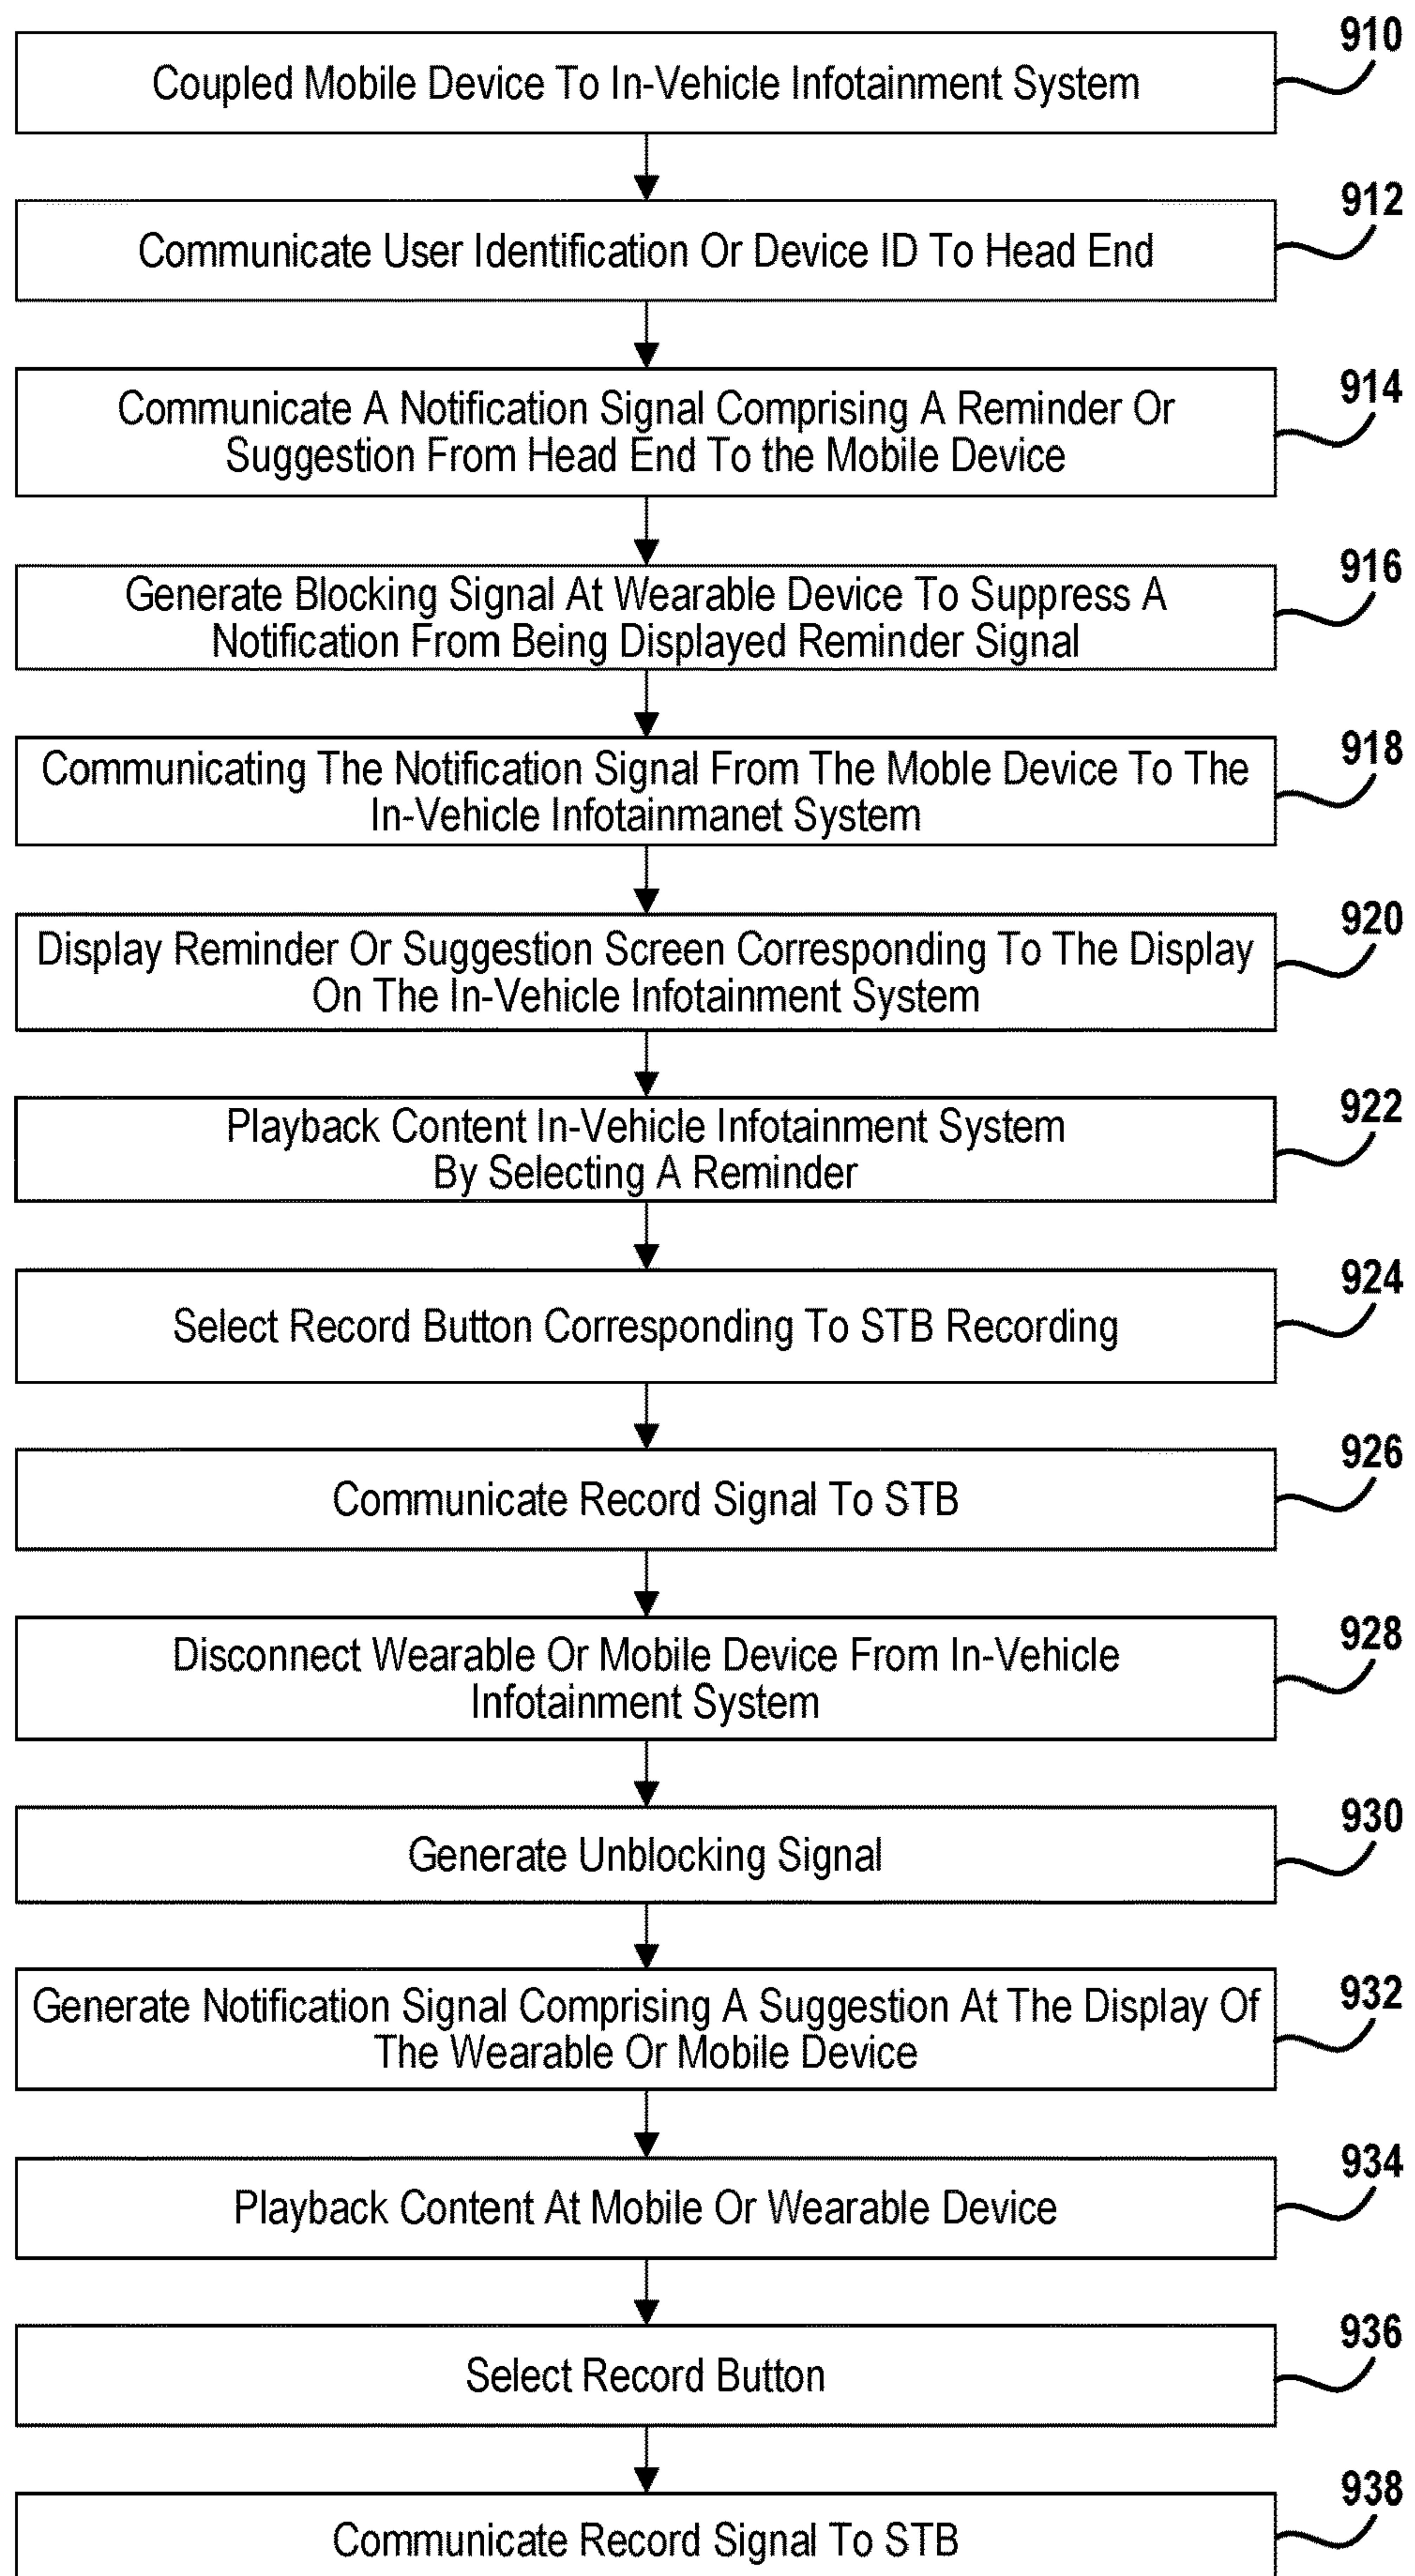 910
Coupled Mobile Device To In-Vehicle Infotainment System
912
Communicate User Identification Or Device ID To Head End
914
Communicate A Notification Signal Comprising A Reminder Or
Suggestion From Head End To the Mobile Device
916
Generate Blocking Signal At Wearable Device To Suppress A
Notification From Being Displayed Reminder Signal
918
Communicating The Notification Signal From The Moble Device To The
In-Vehicle Infotainmanet System
920
Display Reminder Or Suggestion Screen Corresponding To The Display
On The In-Vehicle Infotainment System
922
Playback Content In-Vehicle Infotainment System
By Selecting A Reminder
924
Select Record Button Corresponding To STB Recording
926
Communicate Record Signal To STB
928
Disconnect Wearable Or Mobile Device From In-Vehicle
Infotainment System
930
Generate Unblocking Signal
932
Generate Notification Signal Comprising A Suggestion At The Display Of
The Wearable Or Mobile Device
934
Playback Content At Mobile Or Wearable Device
936
Select Record Button
938
Communicate Record Signal To STB